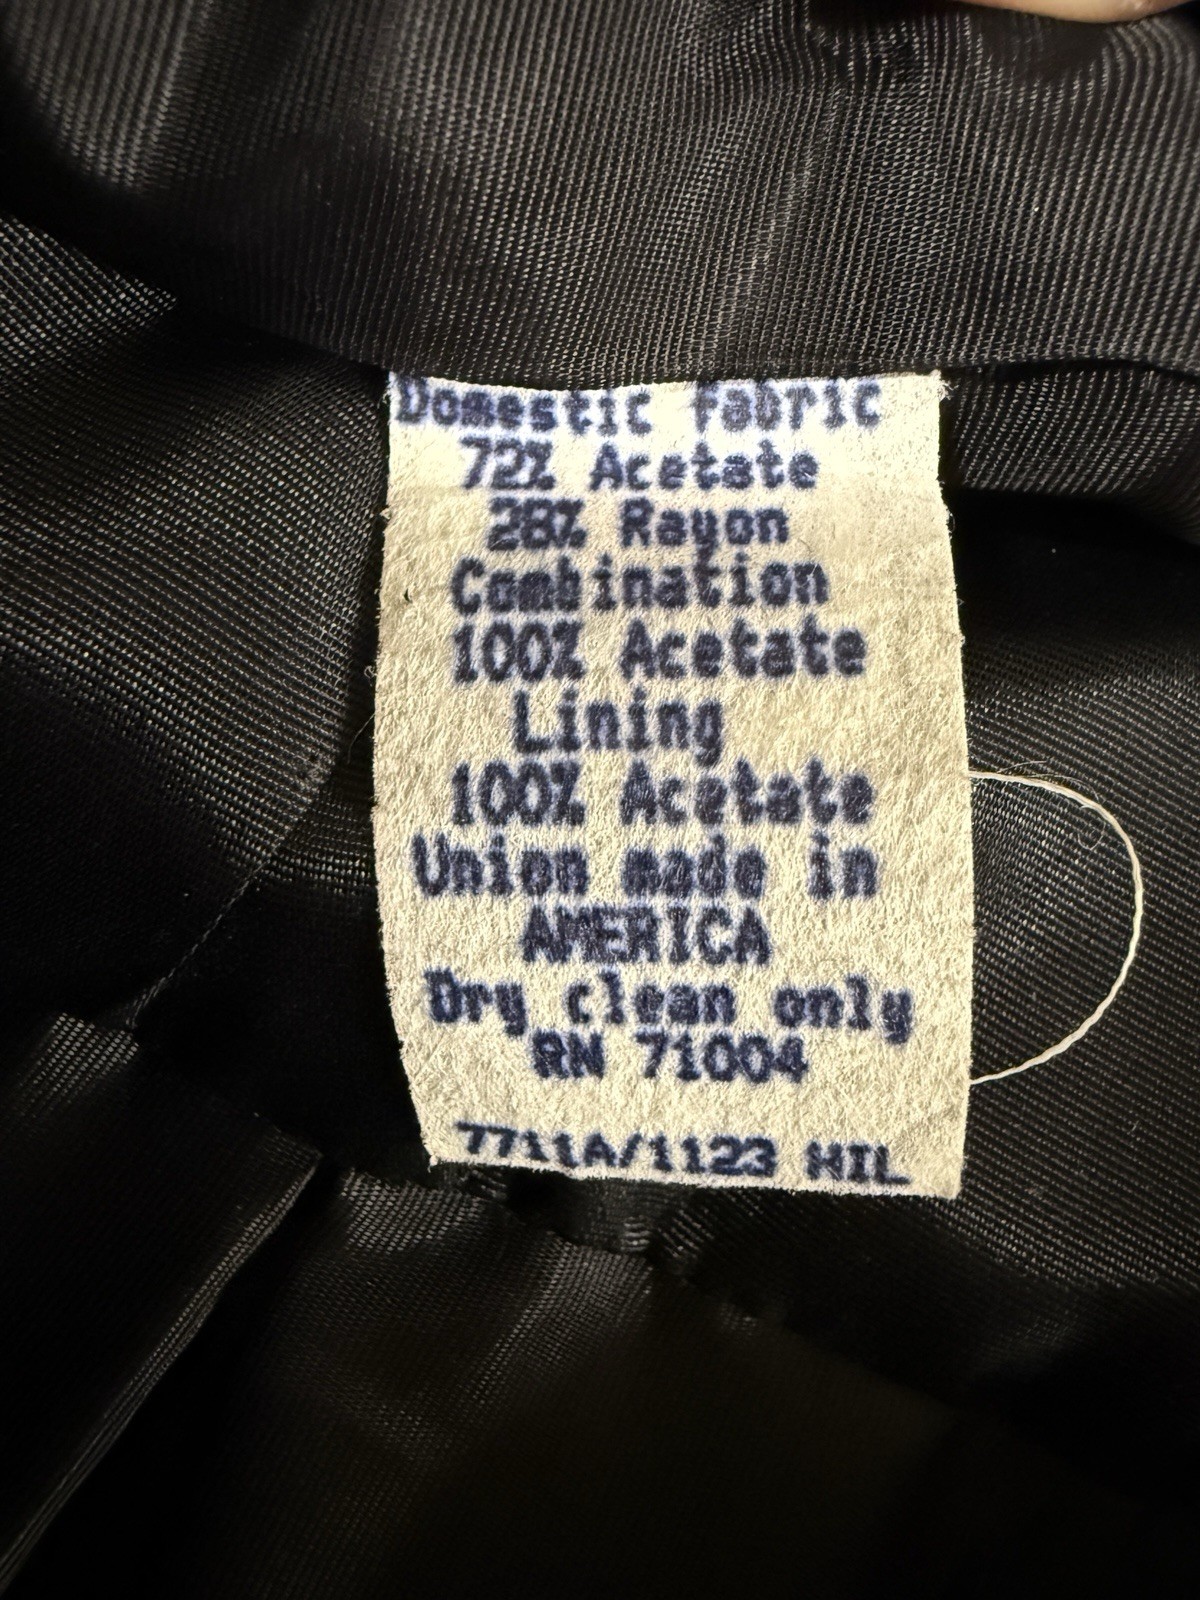 Domestic fabric
72% Acetate
28% Rayon
Combination
100% Acetate
Lining
100% Acetate
Union made in
AMERICA
Dry clean only
RN 71004
7711A/1123 HIL